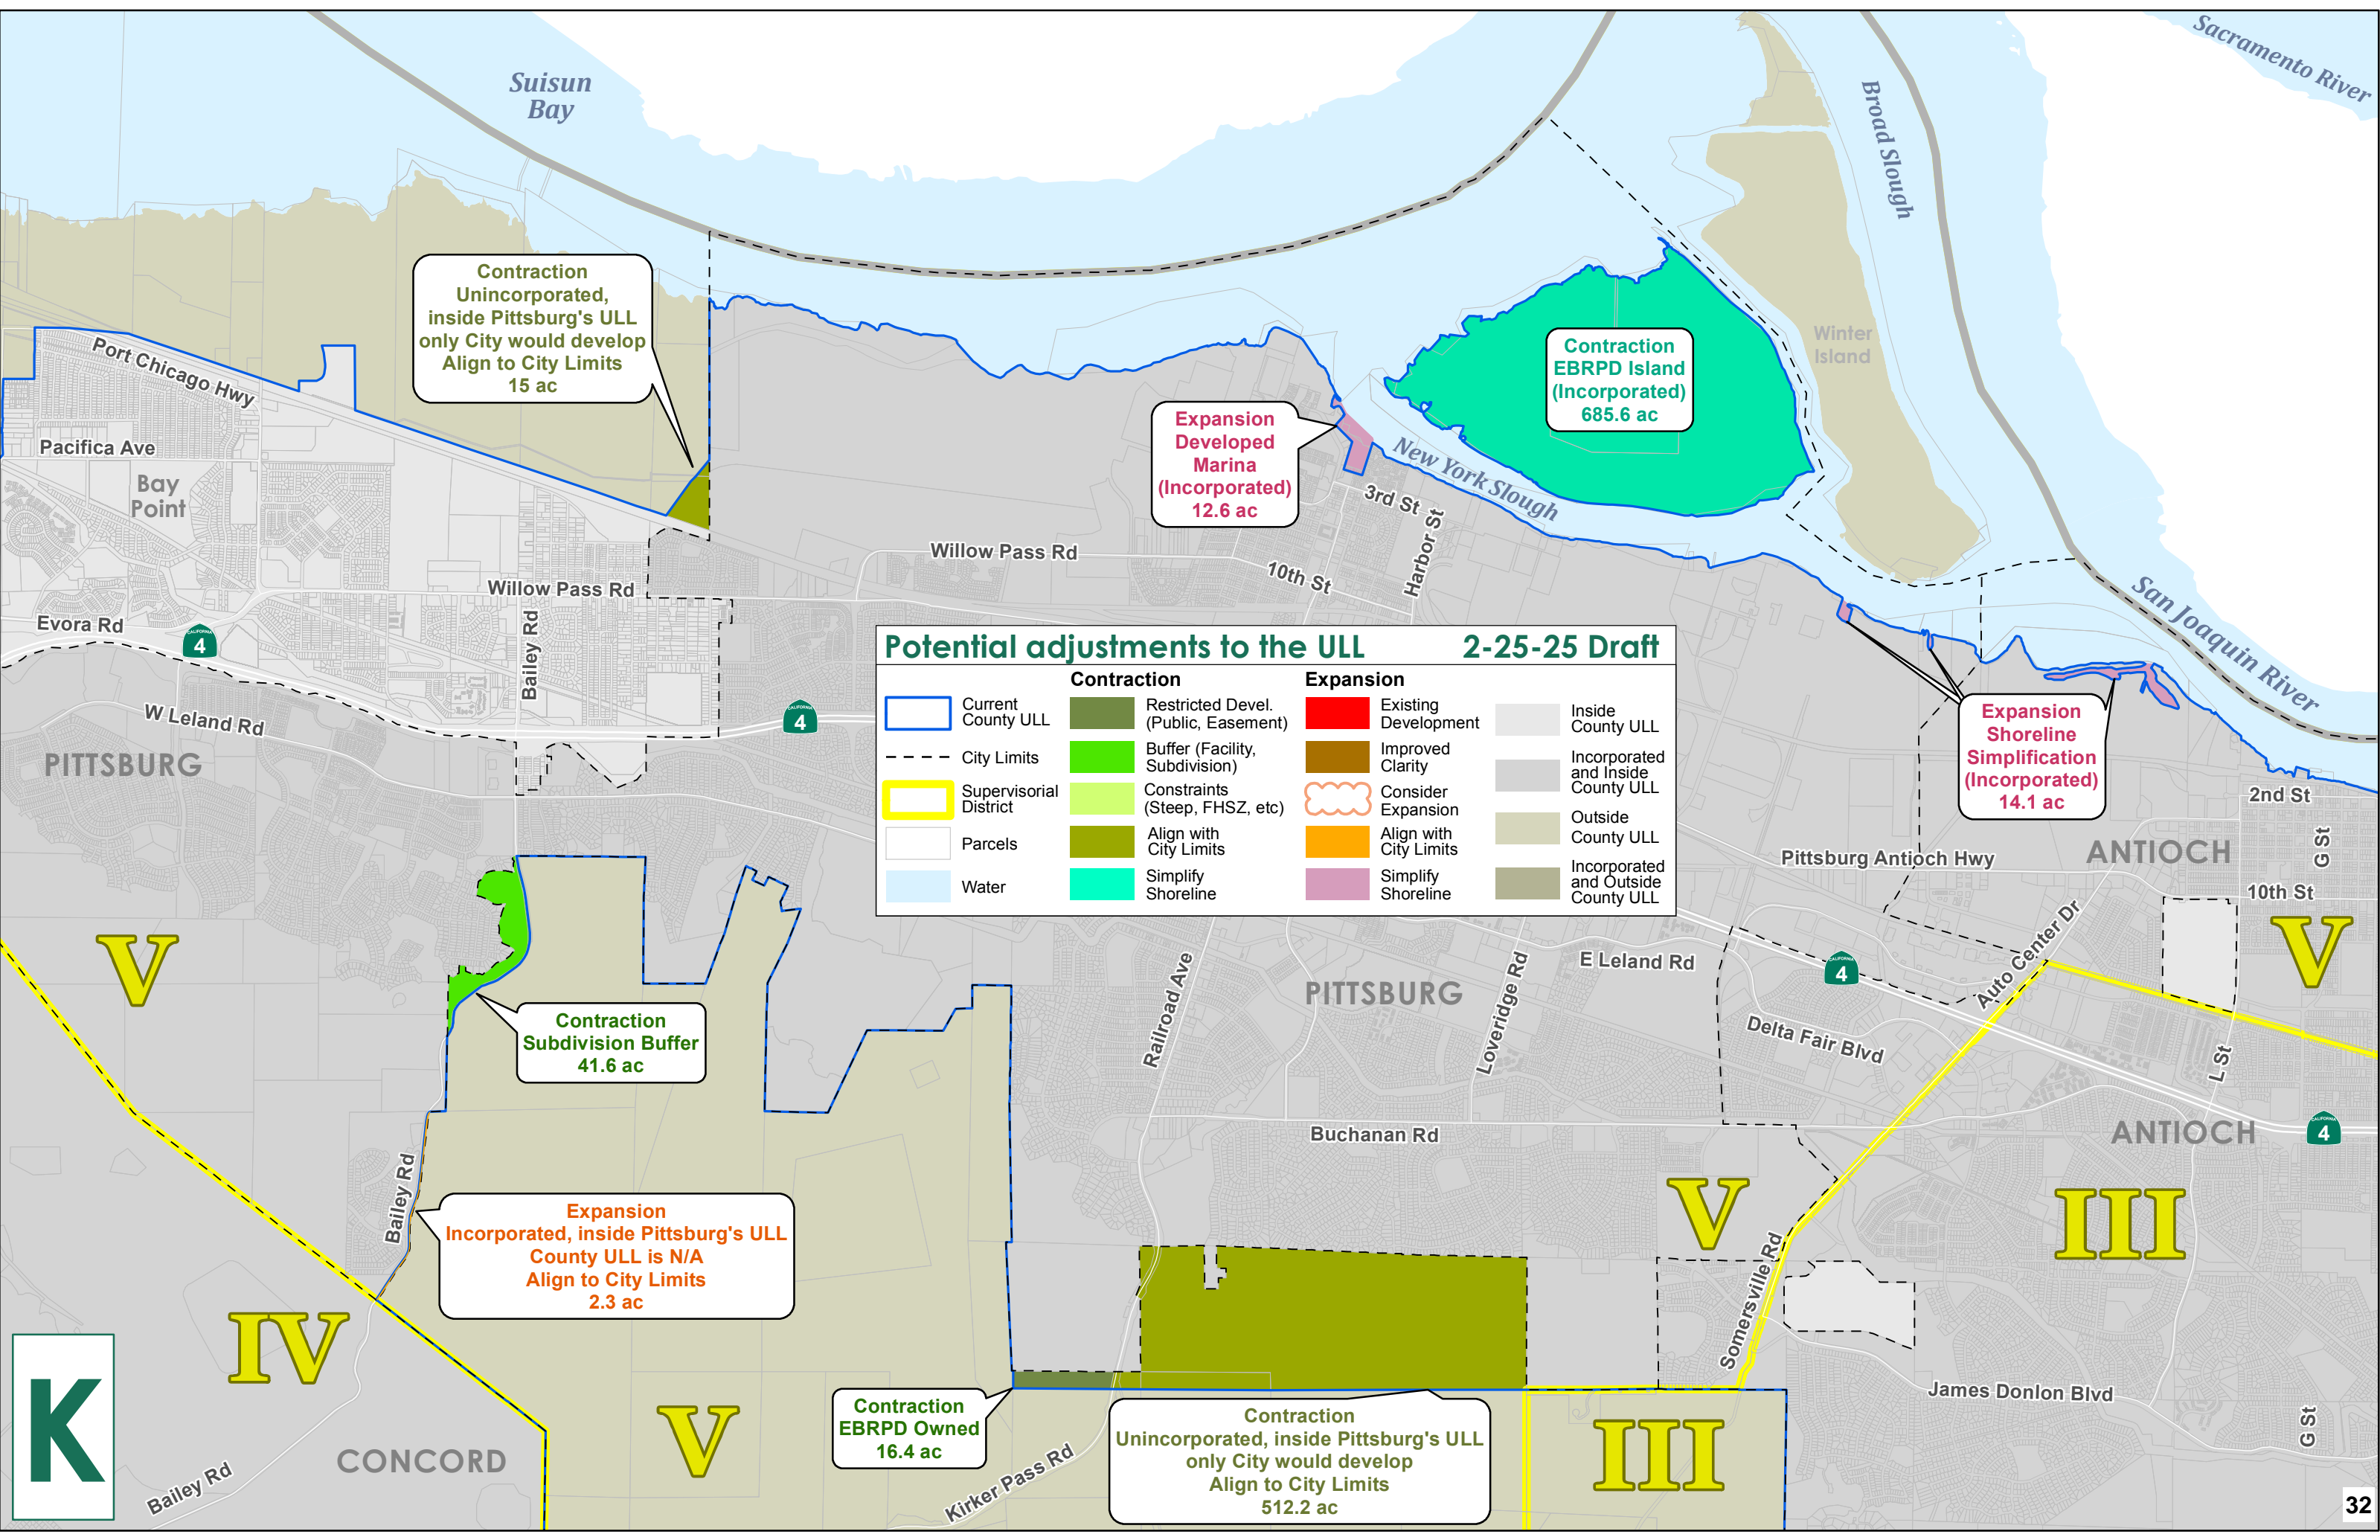 Suisun
Bay
Sacramento River
Broad Slough
Winter
Island
Contraction
Unincorporated,
inside Pittsburg's ULL
only City would develop
Align to City Limits
15 ac
Contraction
EBRPD Island
(Incorporated)
685.6 ac
Port Chicago Hwy
Pacifica Ave
Bay
Point
Expansion
Developed
Marina
(Incorporated)
12.6 ac
New York Slough
3rd St
Harbor St
10th St
Willow Pass Rd
Willow Pass Rd
Bailey Rd
Evora Rd
CALIFORNIA
4
W Leland Rd
PITTSBURG
CALIFORNIA
4
San Joaquin River
Expansion
Shoreline
Simplification
(Incorporated)
14.1 ac
2nd St
G St
Pittsburg Antioch Hwy
ANTIOCH
10th St
Potential adjustments to the ULL
2-25-25 Draft
Current
County ULL
City Limits
Supervisorial
District
Parcels
Water
Contraction
Restricted Devel.
(Public, Easement)
Buffer (Facility,
Subdivision)
Constraints
(Steep, FHSZ, etc)
Align with
City Limits
Simplify
Shoreline
Expansion
Existing
Development
Improved
Clarity
Consider
Expansion
Align with
City Limits
Simplify
Shoreline
Inside
County ULL
Incorporated
and Inside
County ULL
Outside
County ULL
Incorporated
and Outside
County ULL
V
V
Auto Center Dr
E Leland Rd
CALIFORNIA
4
PITTSBURG
Railroad Ave
Loveridge Rd
Delta Fair Blvd
L St
Contraction
Subdivision Buffer
41.6 ac
Buchanan Rd
ANTIOCH
CALIFORNIA
4
Bailey Rd
Expansion
Incorporated, inside Pittsburg's ULL
County ULL is N/A
Align to City Limits
2.3 ac
V
III
Somersville Rd
IV
K
CONCORD
Bailey Rd
V
Contraction
EBRPD Owned
16.4 ac
Kirker Pass Rd
Contraction
Unincorporated, inside Pittsburg's ULL
only City would develop
Align to City Limits
512.2 ac
III
James Donlon Blvd
G St
32